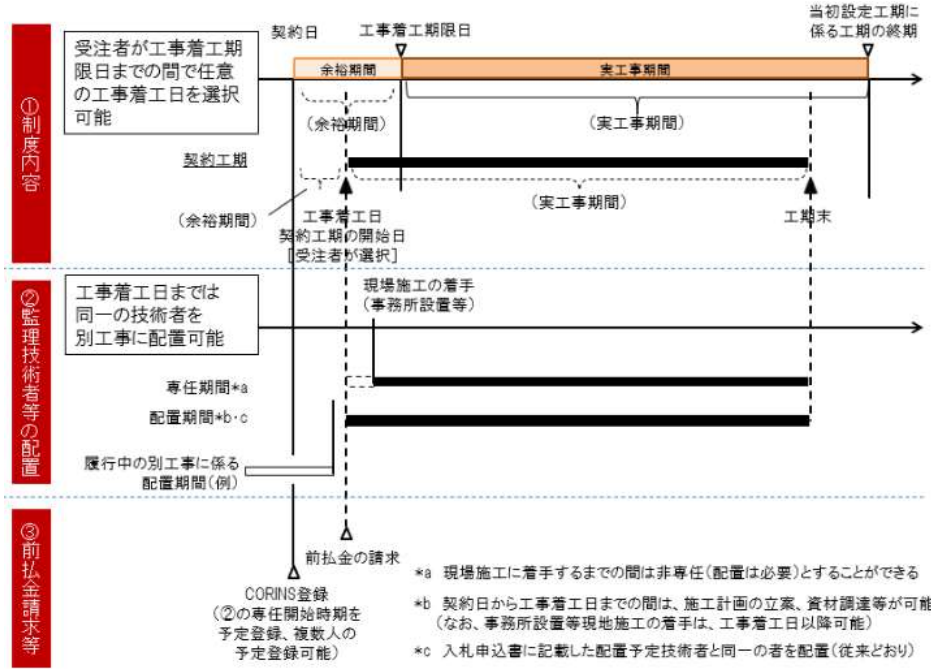 ①制度内容
受注者が工事着工期
限日までの間で任意
の工事着工日を選択
可能
契約日
工事着工期限日
当初設定工期に
係る工期の終期
余裕期間
実工事期間
(余裕期間)
(実工事期間)
契約工期
(余裕期間)
(実工事期間)
工事着工日
契約工期の開始日
[受注者が選択]
工期末
②監理技術者等の配置
工事着工日までは
同一の技術者を
別工事に配置可能
現場施工の着手
(事務所設置等)
専任期間*a
配置期間*b・c
履行中の別工事に係る
配置期間(例)
③前払金請求等
前払金の請求
CORINS登録
(②の専任開始時期を
予定登録、複数人の
予定登録可能)
*a 現場施工に着手するまでの間は非専任(配置は必要)とすることができる
*b 契約日から工事着工日までの間は、施工計画の立案、資材調達等が可能
(なお、事務所設置等現地施工の着手は、工事着工日以降可能)
*c 入札申込書に記載した配置予定技術者と同一の者を配置(従来どおり)